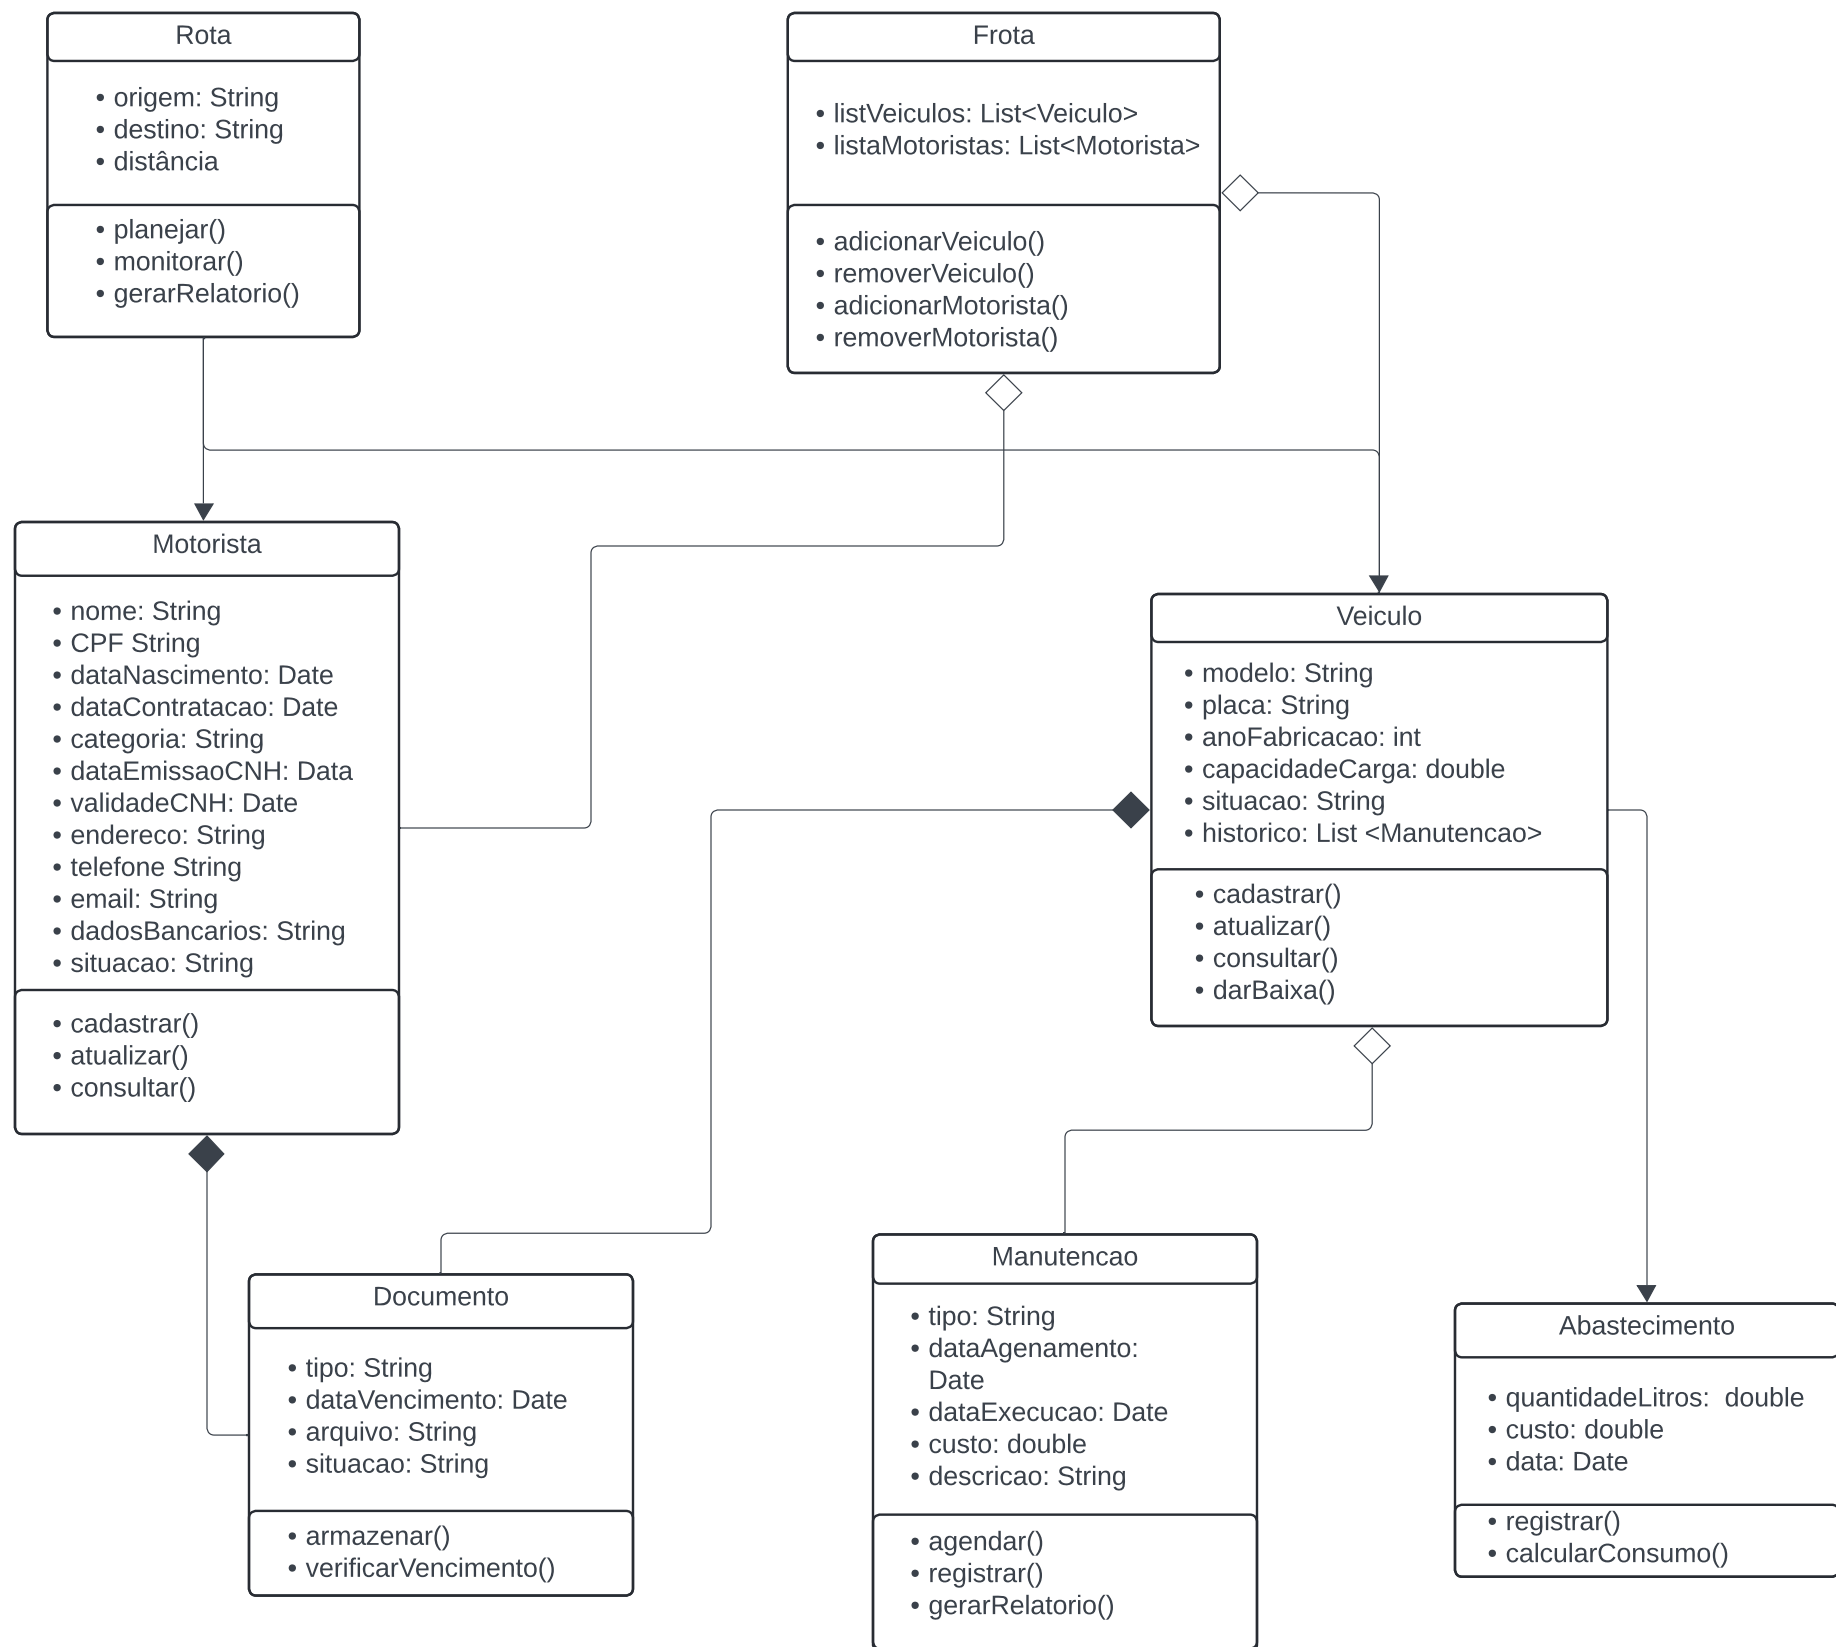 Rota
• origem: String
• destino: String
• distância
• planejar()
• monitorar()
• gerarRelatorio()
Frota
• listVeiculos: List<Veiculo>
• listaMotoristas: List<Motorista>
• adicionarVeiculo()
• removerVeiculo()
• adicionarMotorista()
• removerMotorista()
Motorista
• nome: String
• CPF String
• dataNascimento: Date
• dataContratacao: Date
• categoria: String
• dataEmissaoCNH: Data
• validadeCNH: Date
• endereco: String
• telefone String
• email: String
• dadosBancarios: String
• situacao: String
• cadastrar()
• atualizar()
• consultar()
Veiculo
• modelo: String
• placa: String
• anoFabricacao: int
• capacidadeCarga: double
• situacao: String
• historico: List <Manutencao>
• cadastrar()
• atualizar()
• consultar()
• darBaixa()
Documento
• tipo: String
• dataVencimento: Date
• arquivo: String
• situacao: String
• armazenar()
• verificarVencimento()
Manutencao
• tipo: String
• dataAgenamento:
Date
• dataExecucao: Date
• custo: double
• descricao: String
• agendar()
• registrar()
• gerarRelatorio()
Abastecimento
• quantidadeLitros:  double
• custo: double
• data: Date
• registrar()
• calcularConsumo()